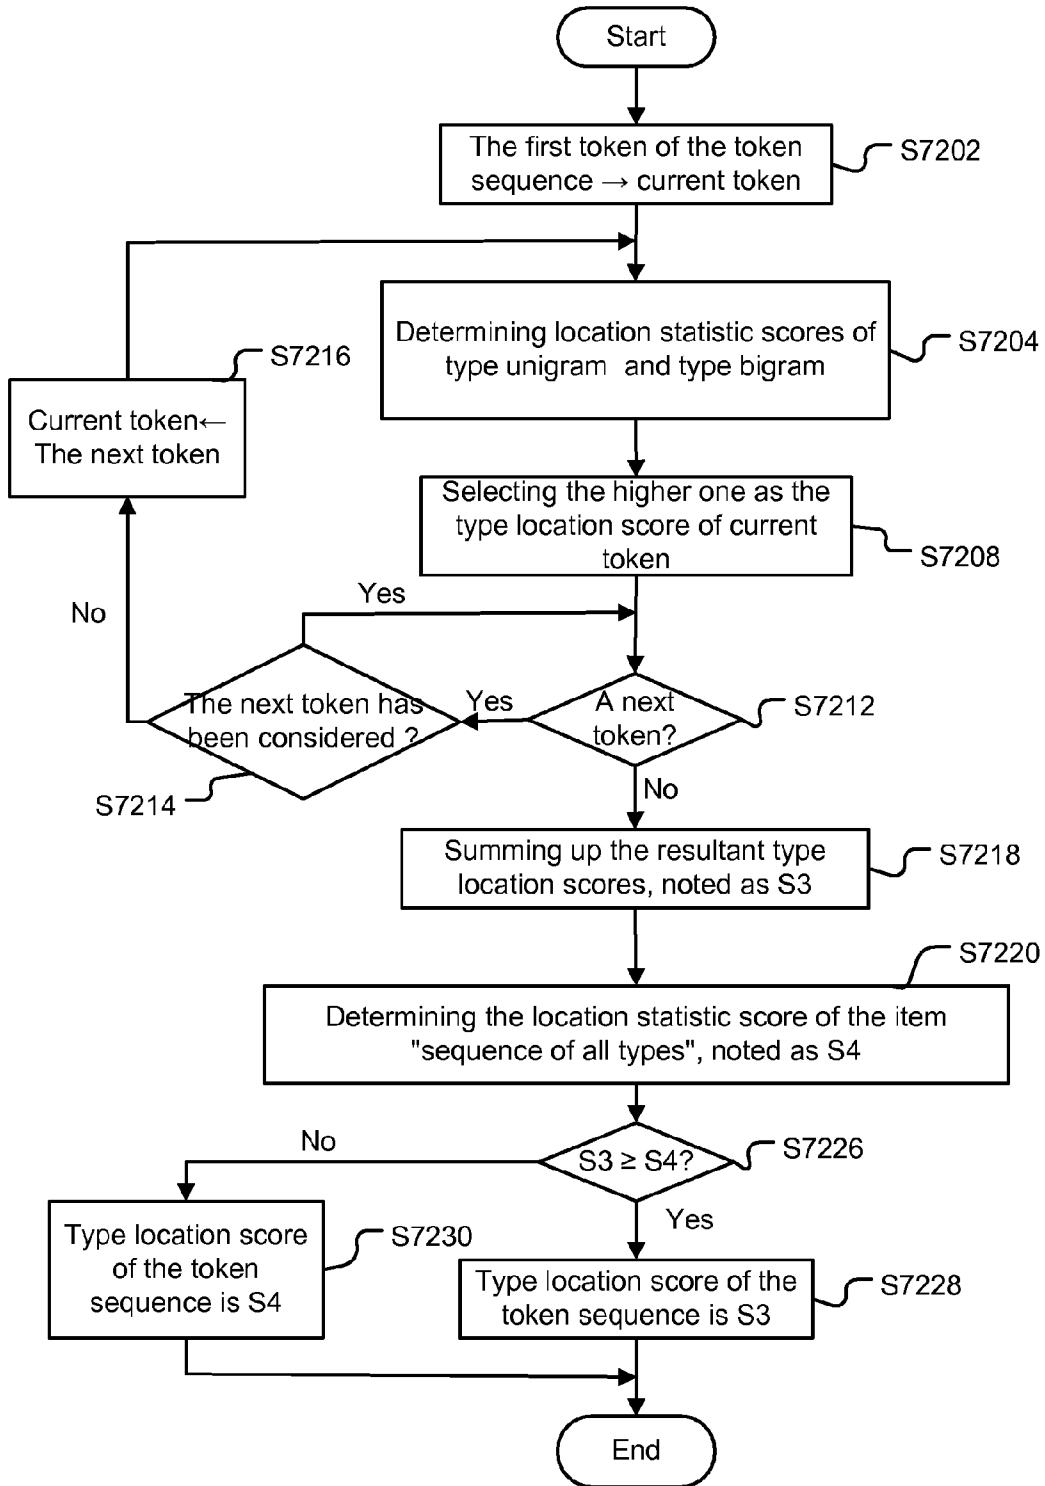 Start
The first token of the token
sequence → current token
S7202
Determining location statistic scores of
type unigram and type bigram
S7204
S7216
Current token←
The next token
Selecting the higher one as the
type location score of current
token
S7208
Yes
No
The next token has
been considered ?
S7214
Yes
A next
token?
S7212
No
Summing up the resultant type
location scores, noted as S3
S7218
S7220
Determining the location statistic score of the item
"sequence of all types", noted as S4
No
S3 ≥ S4?
S7226
Yes
Type location score
of the token
sequence is S4
S7230
Type location score of the
token sequence is S3
S7228
End